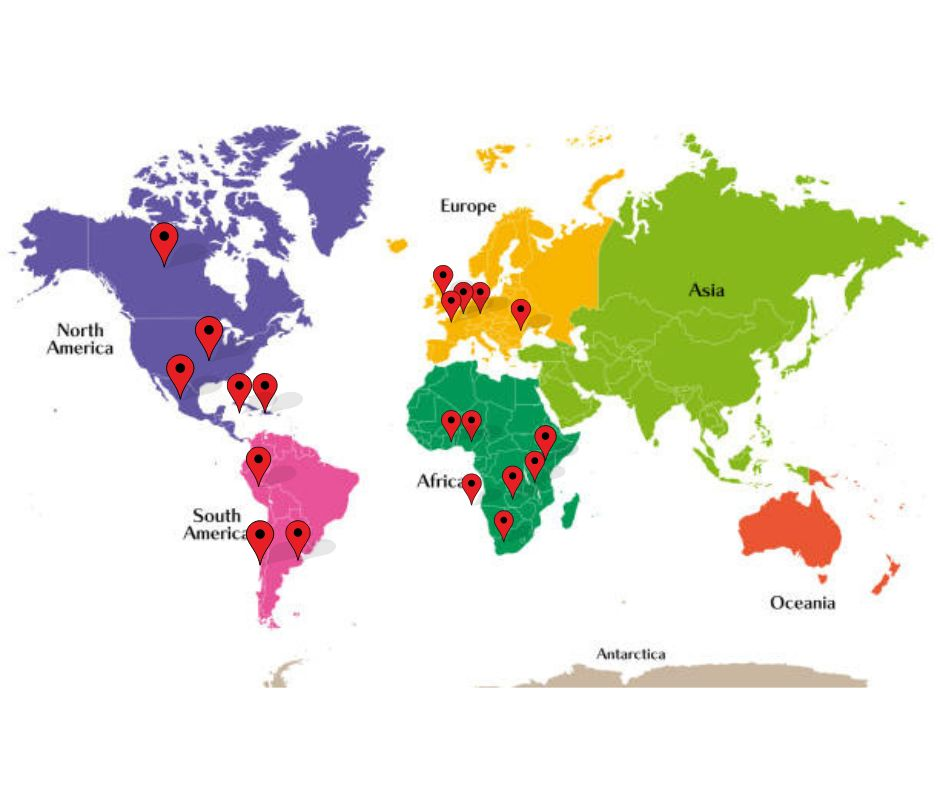 Europe
Asia
North
America
Africa
South
America
Oceania
Antarctica